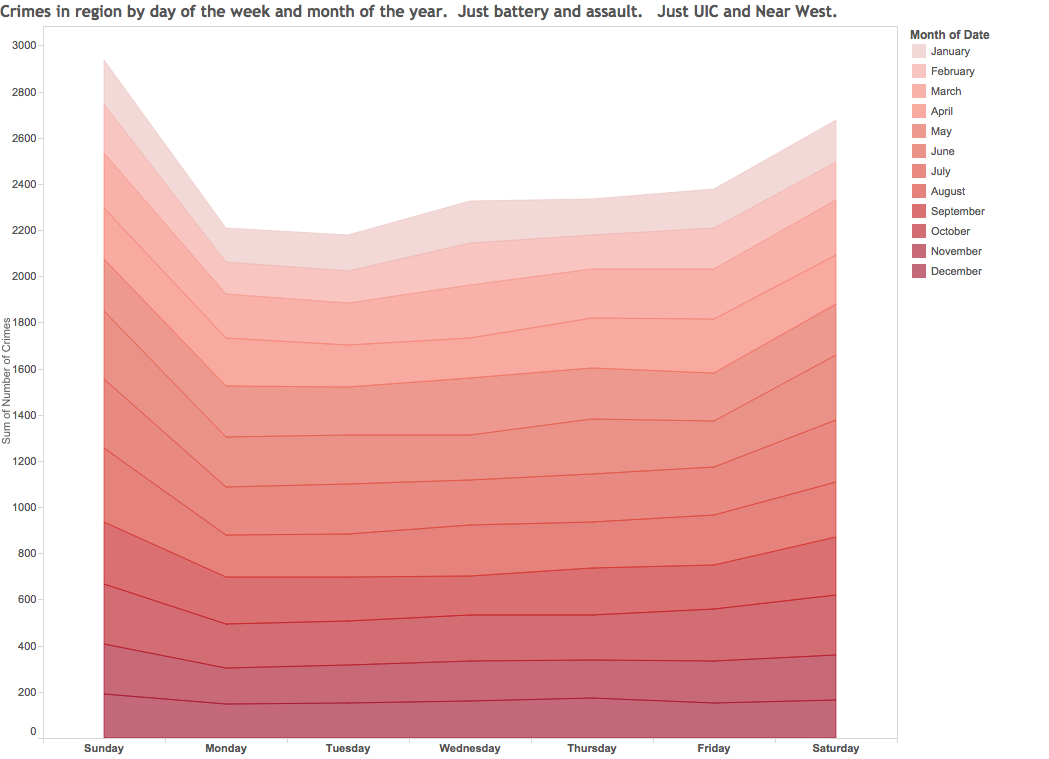 Crimes in region by day of the week and month of the year.  Just battery and assault.   Just UIC and Near West.
Month of Date
January
February
March
April
May
June
July
August
September
October
November
December
Sum of Number of Crimes
3000
2800
2600
2400
2200
2000
1800
1600
1400
1200
1000
800
600
400
200
0
Sunday Monday Tuesday Wednesday Thursday Friday Saturday